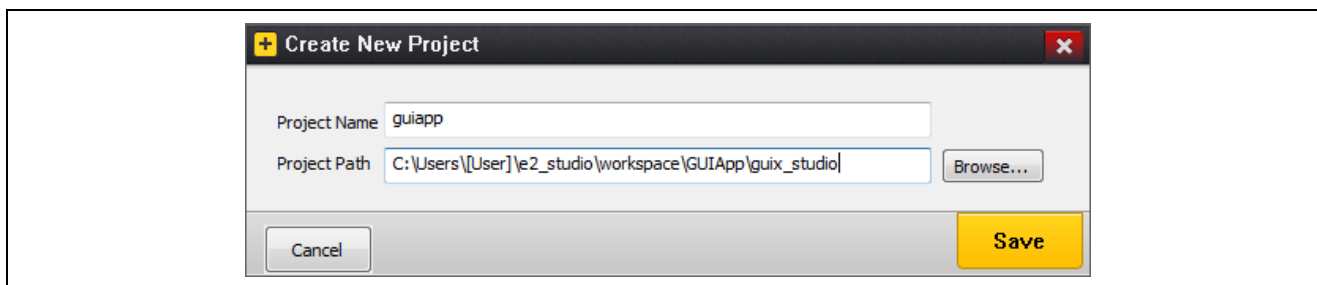 Create New Project
Project Name guiapp
Project Path C:\Users\[User]\e2_studio\workspace\GUIApp\guix_studio Browse...
Cancel Save